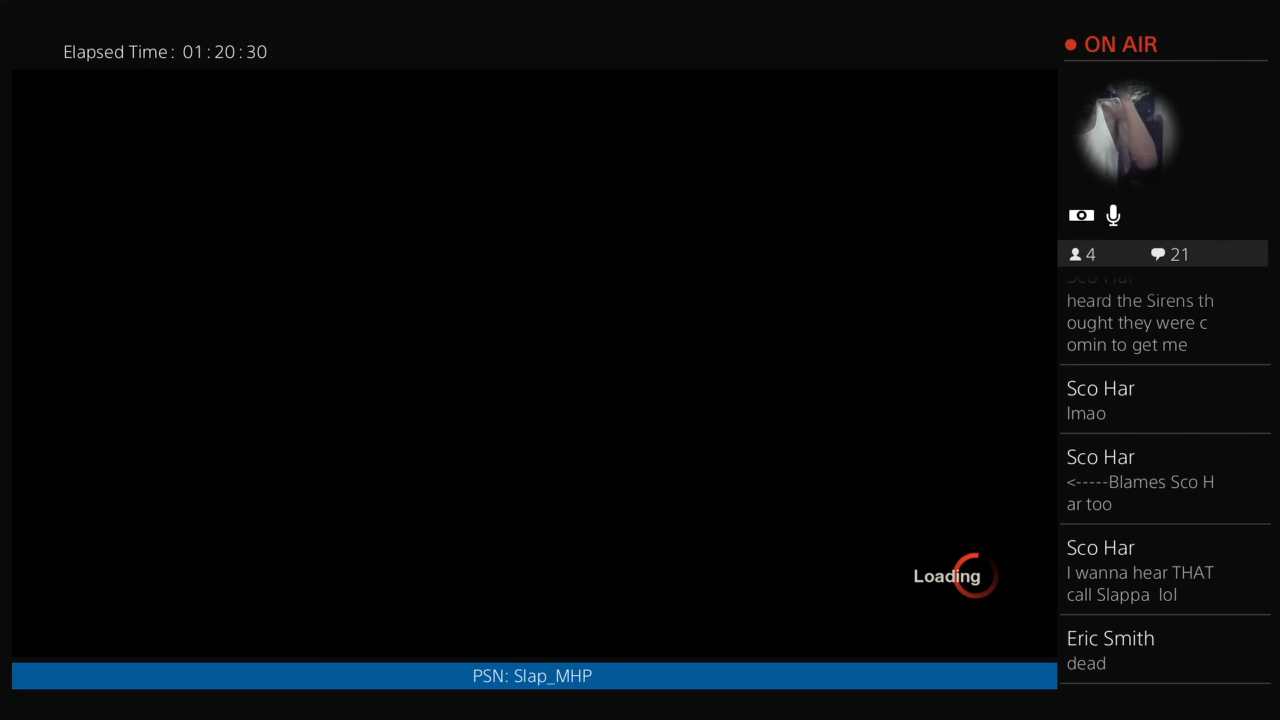 Elapsed Time: 01:20:30
ON AIR
4
21
Sco Har
heard the Sirens th
ought they were c
omin to get me
Sco Har
lmao
Sco Har
<-----Blames Sco H
ar too
Sco Har
I wanna hear THAT
call Slappa lol
Eric Smith
dead
Loading
PSN: Slap_MHP